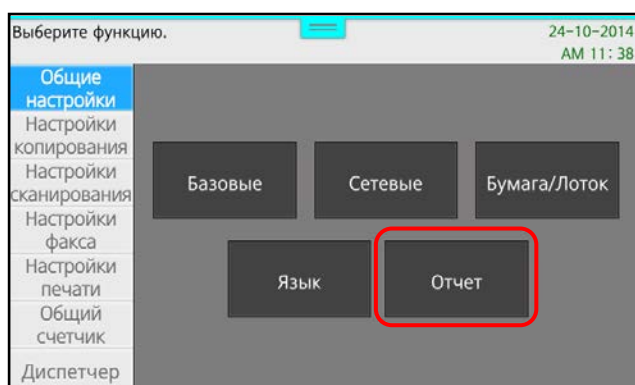 Выберите функцию.
24-10-2014
AM 11:38
Общие
настройки
Настройки
копирования
Настройки
сканирования
Настройки
факса
Настройки
печати
Общий
счетчик
Диспетчер
Базовые
Сетевые
Бумага/Лоток
Язык
Отчет